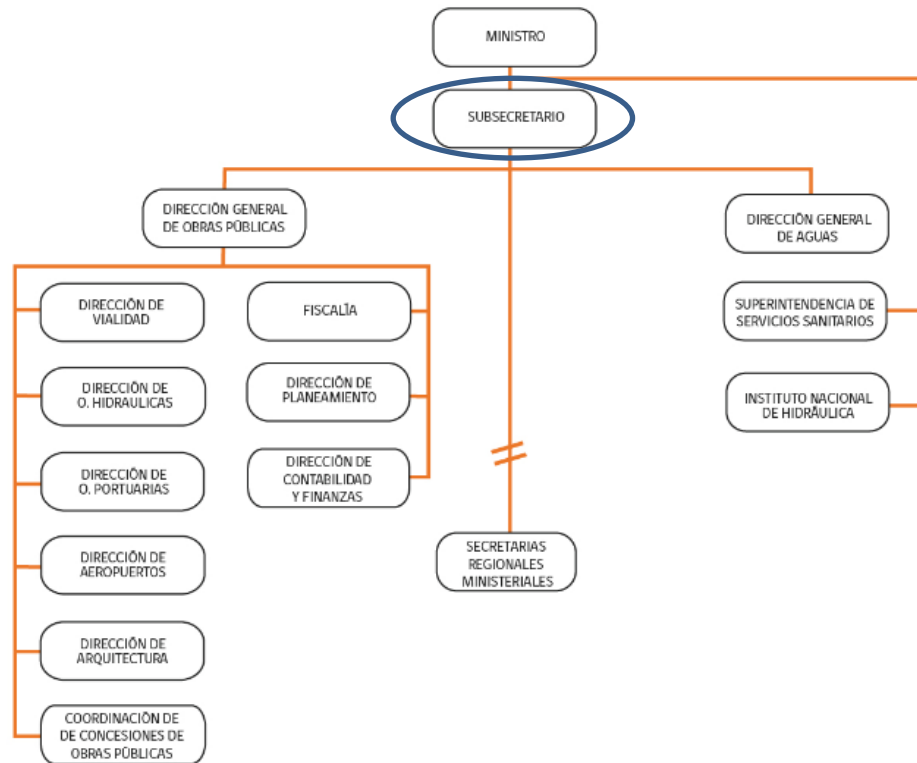 MINISTRO
SUBSECRETARIO
DIRECCIÓN GENERAL
DE OBRAS PÚBLICAS
DIRECCIÓN GENERAL
DE AGUAS
DIRECCIÓN DE
VIALIDAD
FISCALÍA
SUPERINTENDENCIA DE
SERVICIOS SANITARIOS
DIRECCIÓN DE
O. HIDRAULICAS
DIRECCIÓN DE
PLANEAMIENTO
INSTITUTO NACIONAL
DE HIDRÁULICA
DIRECCIÓN DE
O. PORTUARIAS
DIRECCIÓN DE
CONTABILIDAD
Y FINANZAS
DIRECCIÓN DE
AEROPUERTOS
SECRETARIAS
REGIONALES
MINISTERIALES
DIRECCIÓN DE
ARQUITECTURA
COORDINACIÓN DE
DE CONCESIONES DE
OBRAS PÚBLICAS